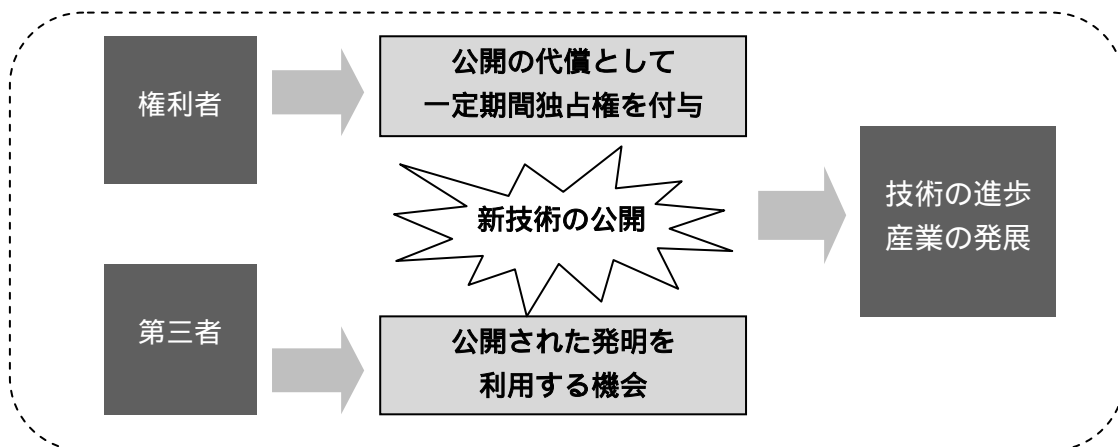 権利者
公開の代償として
一定期間独占権を付与
新技術の公開
技術の進歩
産業の発展
第三者
公開された発明を
利用する機会